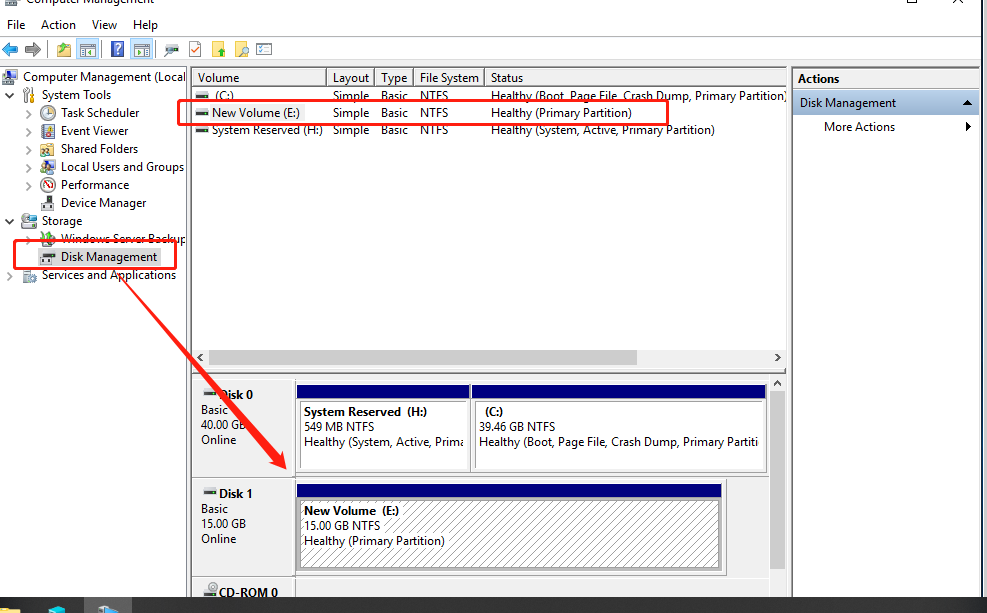 Computer Management
File Action View Help
Computer Management (Local
System Tools
Task Scheduler
Event Viewer
Shared Folders
Local Users and Groups
Performance
Device Manager
Storage
Windows Server Backup
Disk Management
Services and Applications
Volume Layout Type File System Status
(C:) Simple Basic NTFS Healthy (Boot, Page File, Crash Dump, Primary Partition)
New Volume (E:) Simple Basic NTFS Healthy (Primary Partition)
System Reserved (H:) Simple Basic NTFS Healthy (System, Active, Primary Partition)
Actions
Disk Management
More Actions
Disk 0
Basic
40.00 GB
Online
System Reserved (H:)
549 MB NTFS
Healthy (System, Active, Prima
(C:)
39.46 GB NTFS
Healthy (Boot, Page File, Crash Dump, Primary Partiti
Disk 1
Basic
15.00 GB
Online
New Volume (E:)
15.00 GB NTFS
Healthy (Primary Partition)
CD-ROM 0